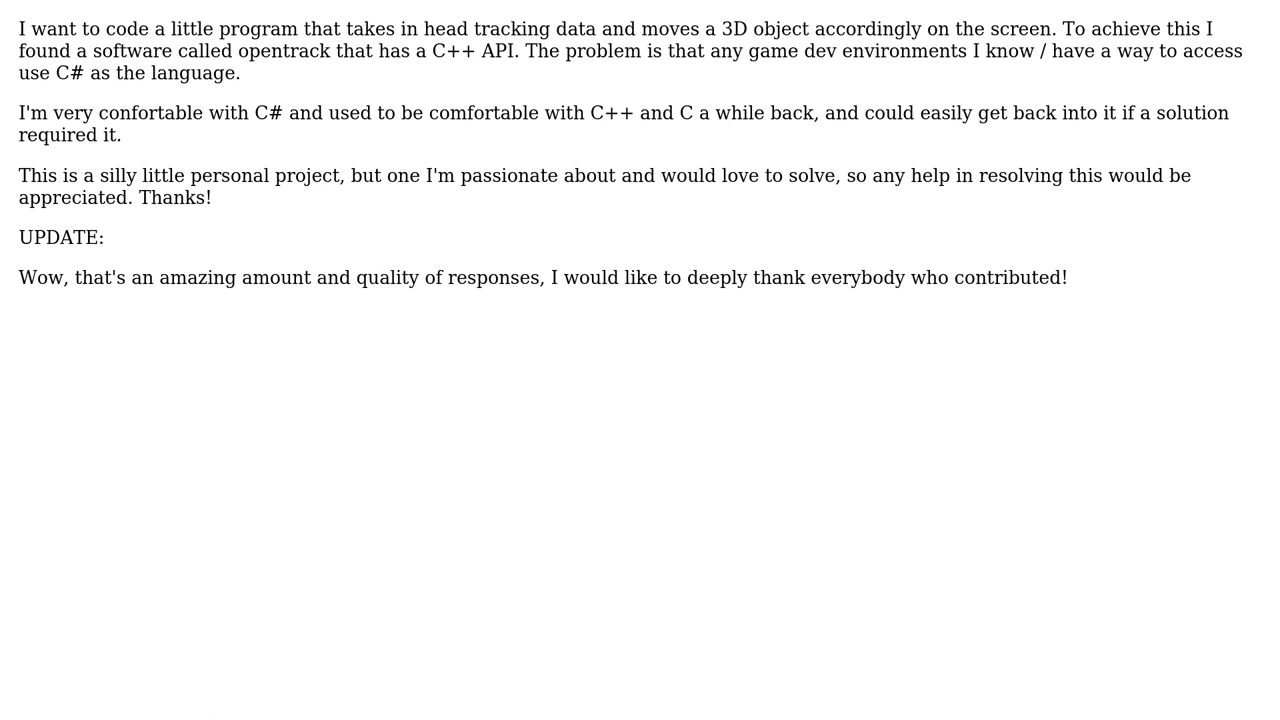 I want to code a little program that takes in head tracking data and moves a 3D object accordingly on the screen. To achieve this I
found a software called opentrack that has a C++ API. The problem is that any game dev environments I know / have a way to access
use C# as the language.
I'm very confortable with C# and used to be comfortable with C++ and C a while back, and could easily get back into it if a solution
required it.
This is a silly little personal project, but one I'm passionate about and would love to solve, so any help in resolving this would be
appreciated. Thanks!
UPDATE:
Wow, that's an amazing amount and quality of responses, I would like to deeply thank everybody who contributed!